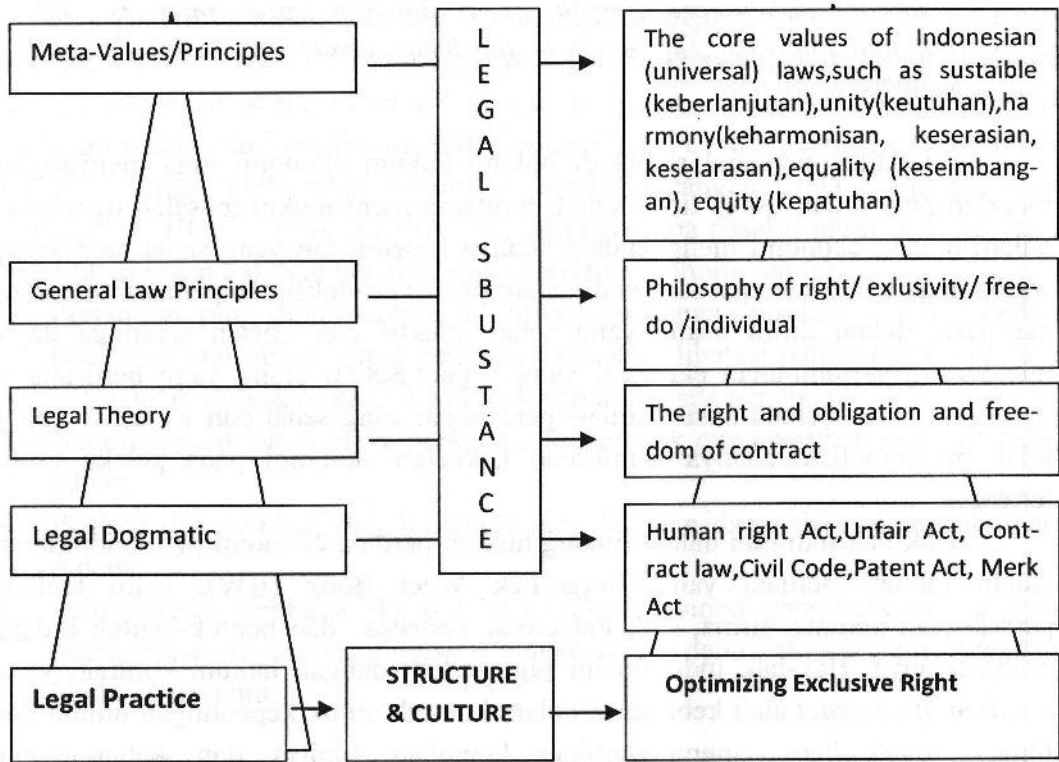 Meta-Values/Principles
General Law Principles
Legal Theory
Legal Dogmatic
Legal Practice
L
E
G
A
L
S
B
U
S
T
A
N
C
E
STRUCTURE
& CULTURE
The core values of Indonesian
(universal) laws,such as sustaible
(keberlanjutan),unity(keutuhan),ha
rmony(keharmonisan, keserasian,
keselarasan),equality (keseimbang-
an), equity (kepatuhan)
Philosophy of right/ exlusivity/ free-
do /individual
The right and obligation and free-
dom of contract
Human right Act,Unfair Act, Cont-
ract law,Civil Code,Patent Act, Merk
Act
Optimizing Exclusive Right